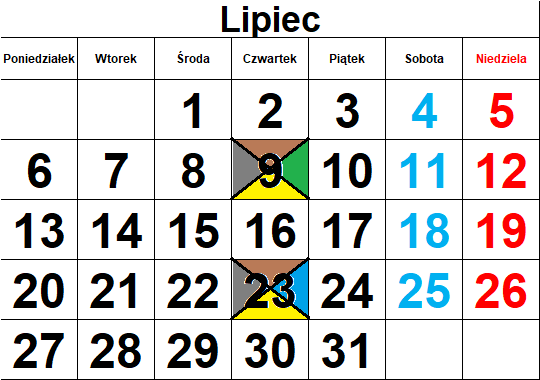 Lipiec
Poniedziałek Wtorek Środa Czwartek Piątek Sobota Niedziela
1 2 3 4 5
6 7 8 9 10 11 12
13 14 15 16 17 18 19
20 21 22 23 24 25 26
27 28 29 30 31